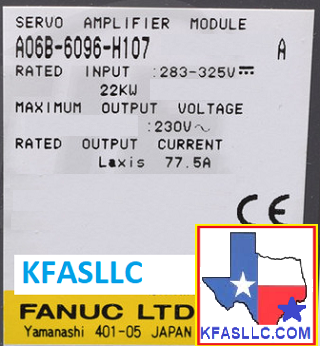 SERVO AMPLIFIER MODULE
A06B-6096-H107 A
RATED INPUT :283-325V⎓
22KW
MAXIMUM OUTPUT VOLTAGE
:230V~
RATED OUTPUT CURRENT
Laxis 77.5A
CE
KFASLLC
FANUC LTD
Yamanashi 401-05 JAPAN
KFASLLC.COM